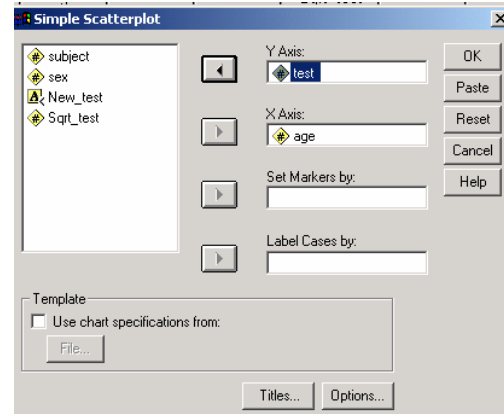 Simple Scatterplot
subject
sex
New_test
Sqrt_test
Y Axis:
test
X Axis:
age
Set Markers by:
Label Cases by:
OK
Paste
Reset
Cancel
Help
Template
Use chart specifications from:
File...
Titles...
Options...